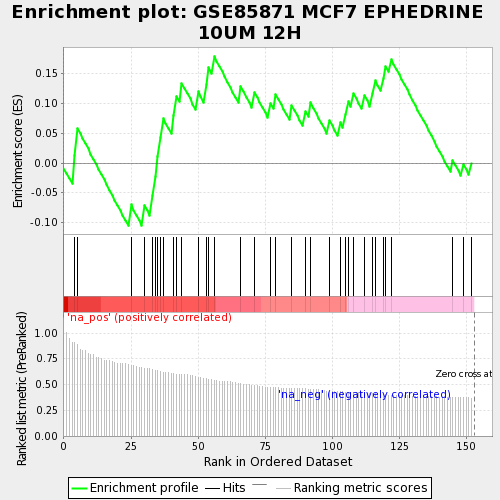 Enrichment plot: GSE85871 MCF7 EPHEDRINE
10UM 12H
Enrichment score (ES)
0.15
0.10
0.05
0.00
-0.05
-0.10
'na_pos' (positively correlated)
Ranked list metric (PreRanked)
1.00
0.75
0.50
0.25
0.00
Zero cross at
'na_neg' (negatively correlated)
0 25 50 75 100 125 150
Rank in Ordered Dataset
Enrichment profile Hits Ranking metric scores